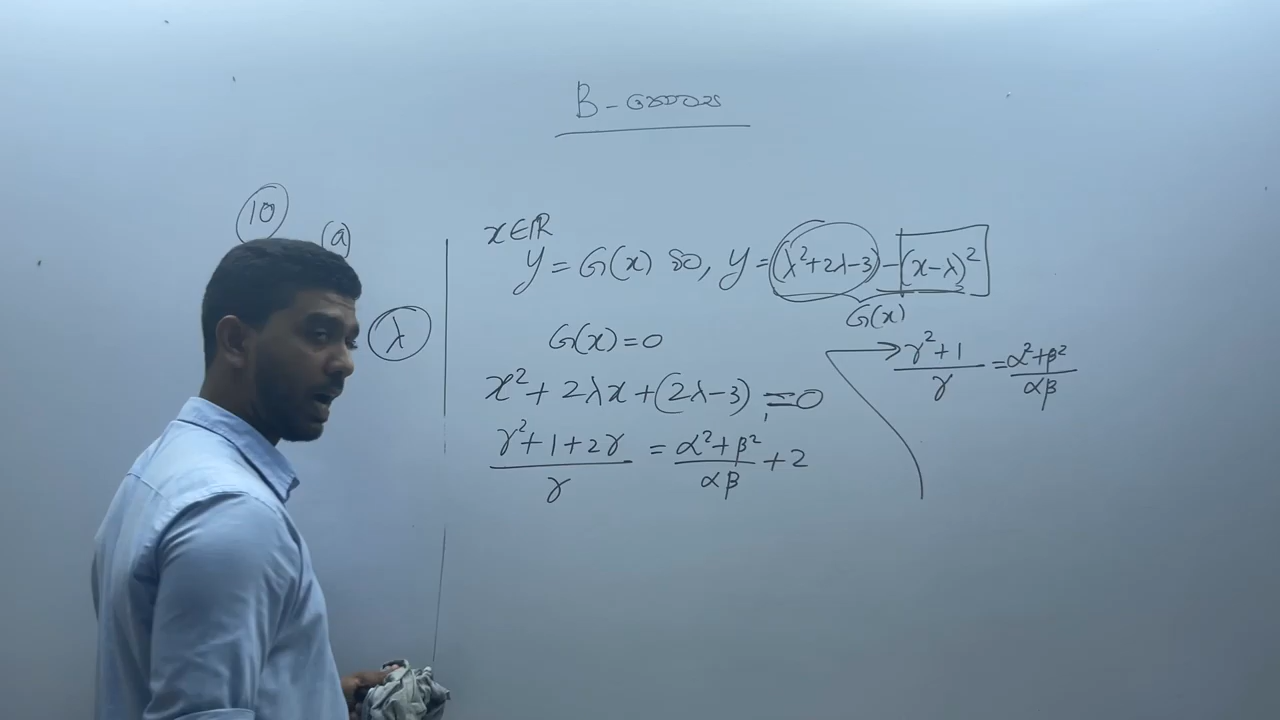 B - කොටස
10
(a)
λ
x∈ℝ
y = G(x) ෙව, y = (λ²+2λ-3) - (x-λ)²
G(x)
G(x) = 0
x² + 2λx + (2λ-3) = 0
(γ²+1+2γ)/γ = (α²+β²)/αβ + 2
(γ²+1)/γ = (α²+β²)/αβ